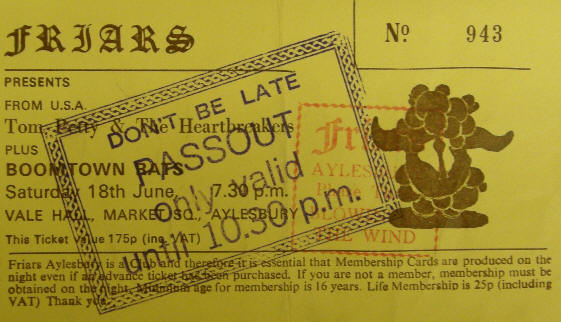 FRIARS
Nº 943
PRESENTS
FROM U.S.A.
Tom Petty & The Heartbreakers
PLUS
BOOMTOWN RATS
Saturday 18th June, 7.30 p.m.
VALE HALL, MARKET SQ., AYLESBURY
This Ticket Value 175p (inc. VAT)
DON'T BE LATE
PASSOUT
only valid
until 10.30 p.m.
Friars
AYLESBURY
BLOWIN
THE WIND
Friars Aylesbury is a club and therefore it is essential that Membership Cards are produced on the
night even if an advance ticket has been purchased. If you are not a member, membership must be
obtained on the night. Minimum age for membership is 16 years. Life Membership is 25p (including
VAT) Thank you.